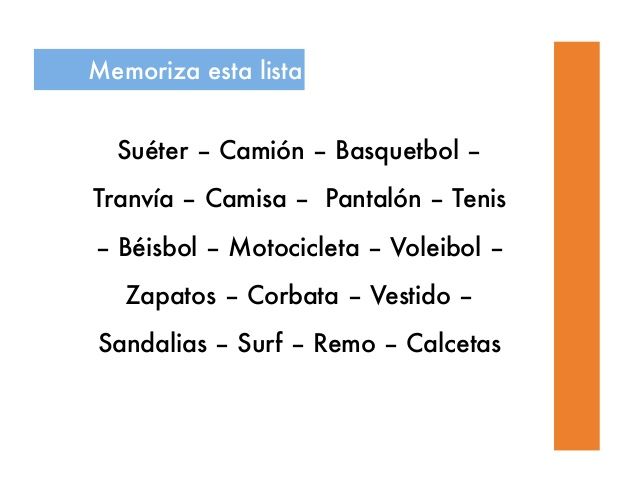 Memoriza esta lista
Suéter – Camión – Basquetbol –
Tranvía – Camisa – Pantalón – Tenis
– Béisbol – Motocicleta – Voleibol –
Zapatos – Corbata – Vestido –
Sandalias – Surf – Remo – Calcetas